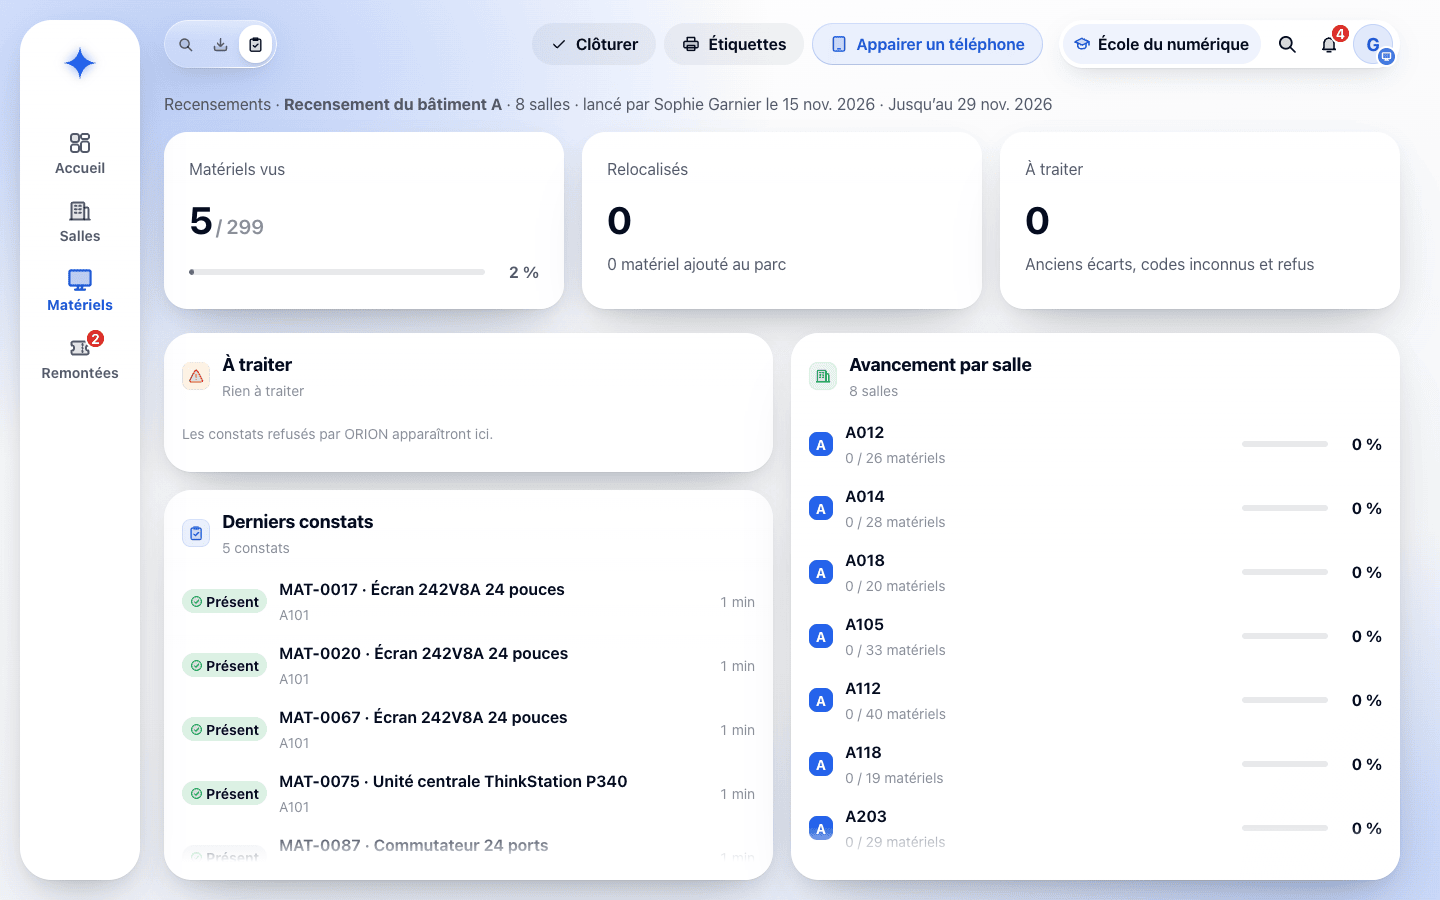 Clôturer
Étiquettes
Appairer un téléphone
École du numérique
4
G
Recensements · Recensement du bâtiment A · 8 salles · lancé par Sophie Garnier le 15 nov. 2026 · Jusqu’au 29 nov. 2026
Accueil
Salles
Matériels
2
Remontées
Matériels vus
5 / 299
2 %
Relocalisés
0
0 matériel ajouté au parc
À traiter
0
Anciens écarts, codes inconnus et refus
À traiter
Rien à traiter
Les constats refusés par ORION apparaîtront ici.
Derniers constats
5 constats
Présent
MAT-0017 · Écran 242V8A 24 pouces
A101
1 min
Présent
MAT-0020 · Écran 242V8A 24 pouces
A101
1 min
Présent
MAT-0067 · Écran 242V8A 24 pouces
A101
1 min
Présent
MAT-0075 · Unité centrale ThinkStation P340
A101
1 min
Présent
MAT-0087 · Commutateur 24 ports
1 min
Avancement par salle
8 salles
A
A012
0 / 26 matériels
0 %
A
A014
0 / 28 matériels
0 %
A
A018
0 / 20 matériels
0 %
A
A105
0 / 33 matériels
0 %
A
A112
0 / 40 matériels
0 %
A
A118
0 / 19 matériels
0 %
A
A203
0 / 29 matériels
0 %